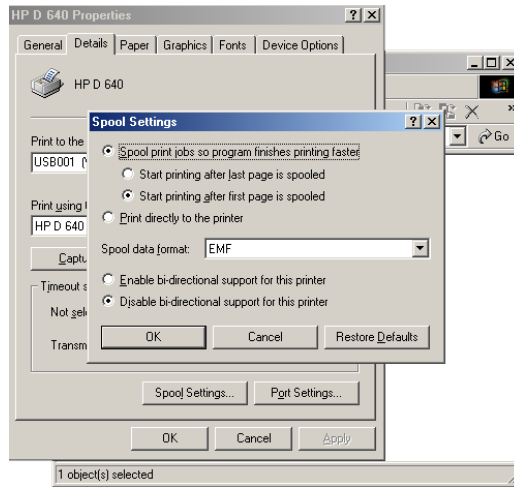 HP D 640 Properties
General Details Paper Graphics Fonts Device Options
HP D 640
Print to the
USB001
Print using
HP D 640
Spool Settings
Spool print jobs so program finishes printing faster
Start printing after last page is spooled
Start printing after first page is spooled
Print directly to the printer
Spool data format: EMF
Enable bi-directional support for this printer
Disable bi-directional support for this printer
OK Cancel Restore Defaults
Go
Timeout s
Not sel
Transm
Spool Settings... Port Settings...
OK Cancel Apply
1 object(s) selected